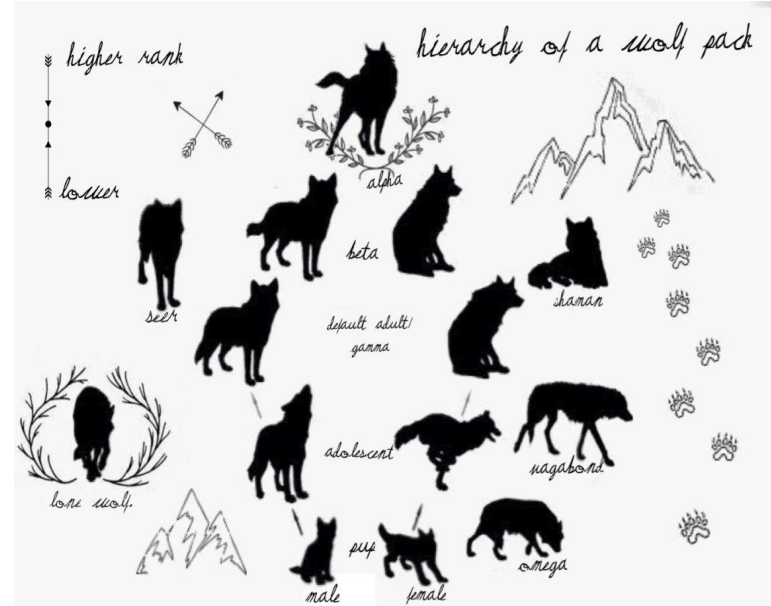 hierarchy of a wolf pack
higher rank
lower
alpha
beta
seer
shaman
default adult/
gamma
adolescent
vagabond
lone wolf.
pup
omega
male
female